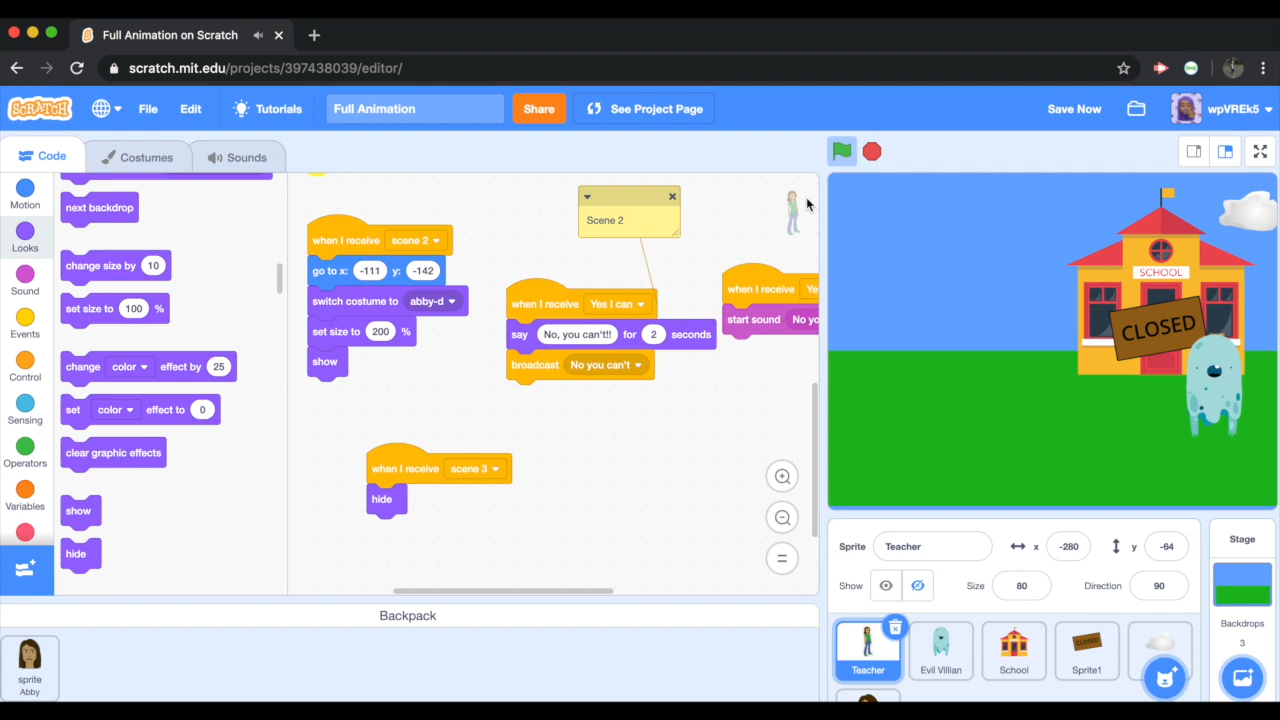 Full Animation on Scratch
scratch.mit.edu/projects/397438039/editor/
SCRATCH
File
Edit
Tutorials
Full Animation
Share
See Project Page
Save Now
wpVREk5
Code
Costumes
Sounds
Motion
Looks
Sound
Events
Control
Sensing
Operators
Variables
next backdrop
change size by 10
set size to 100 %
change color effect by 25
set color effect to 0
clear graphic effects
show
hide
when I receive scene 2
go to x: -111 y: -142
switch costume to abby-d
set size to 200 %
show
Scene 2
when I receive Yes I can
say No, you can't!! for 2 seconds
broadcast No you can't
when I receive Ye
start sound No yo
when I receive scene 3
hide
SCHOOL
CLOSED
Backpack
sprite
Abby
Sprite Teacher x -280 y -64
Show Size 80 Direction 90
Teacher
Evil Villian
School
Sprite1
Stage
Backdrops
3